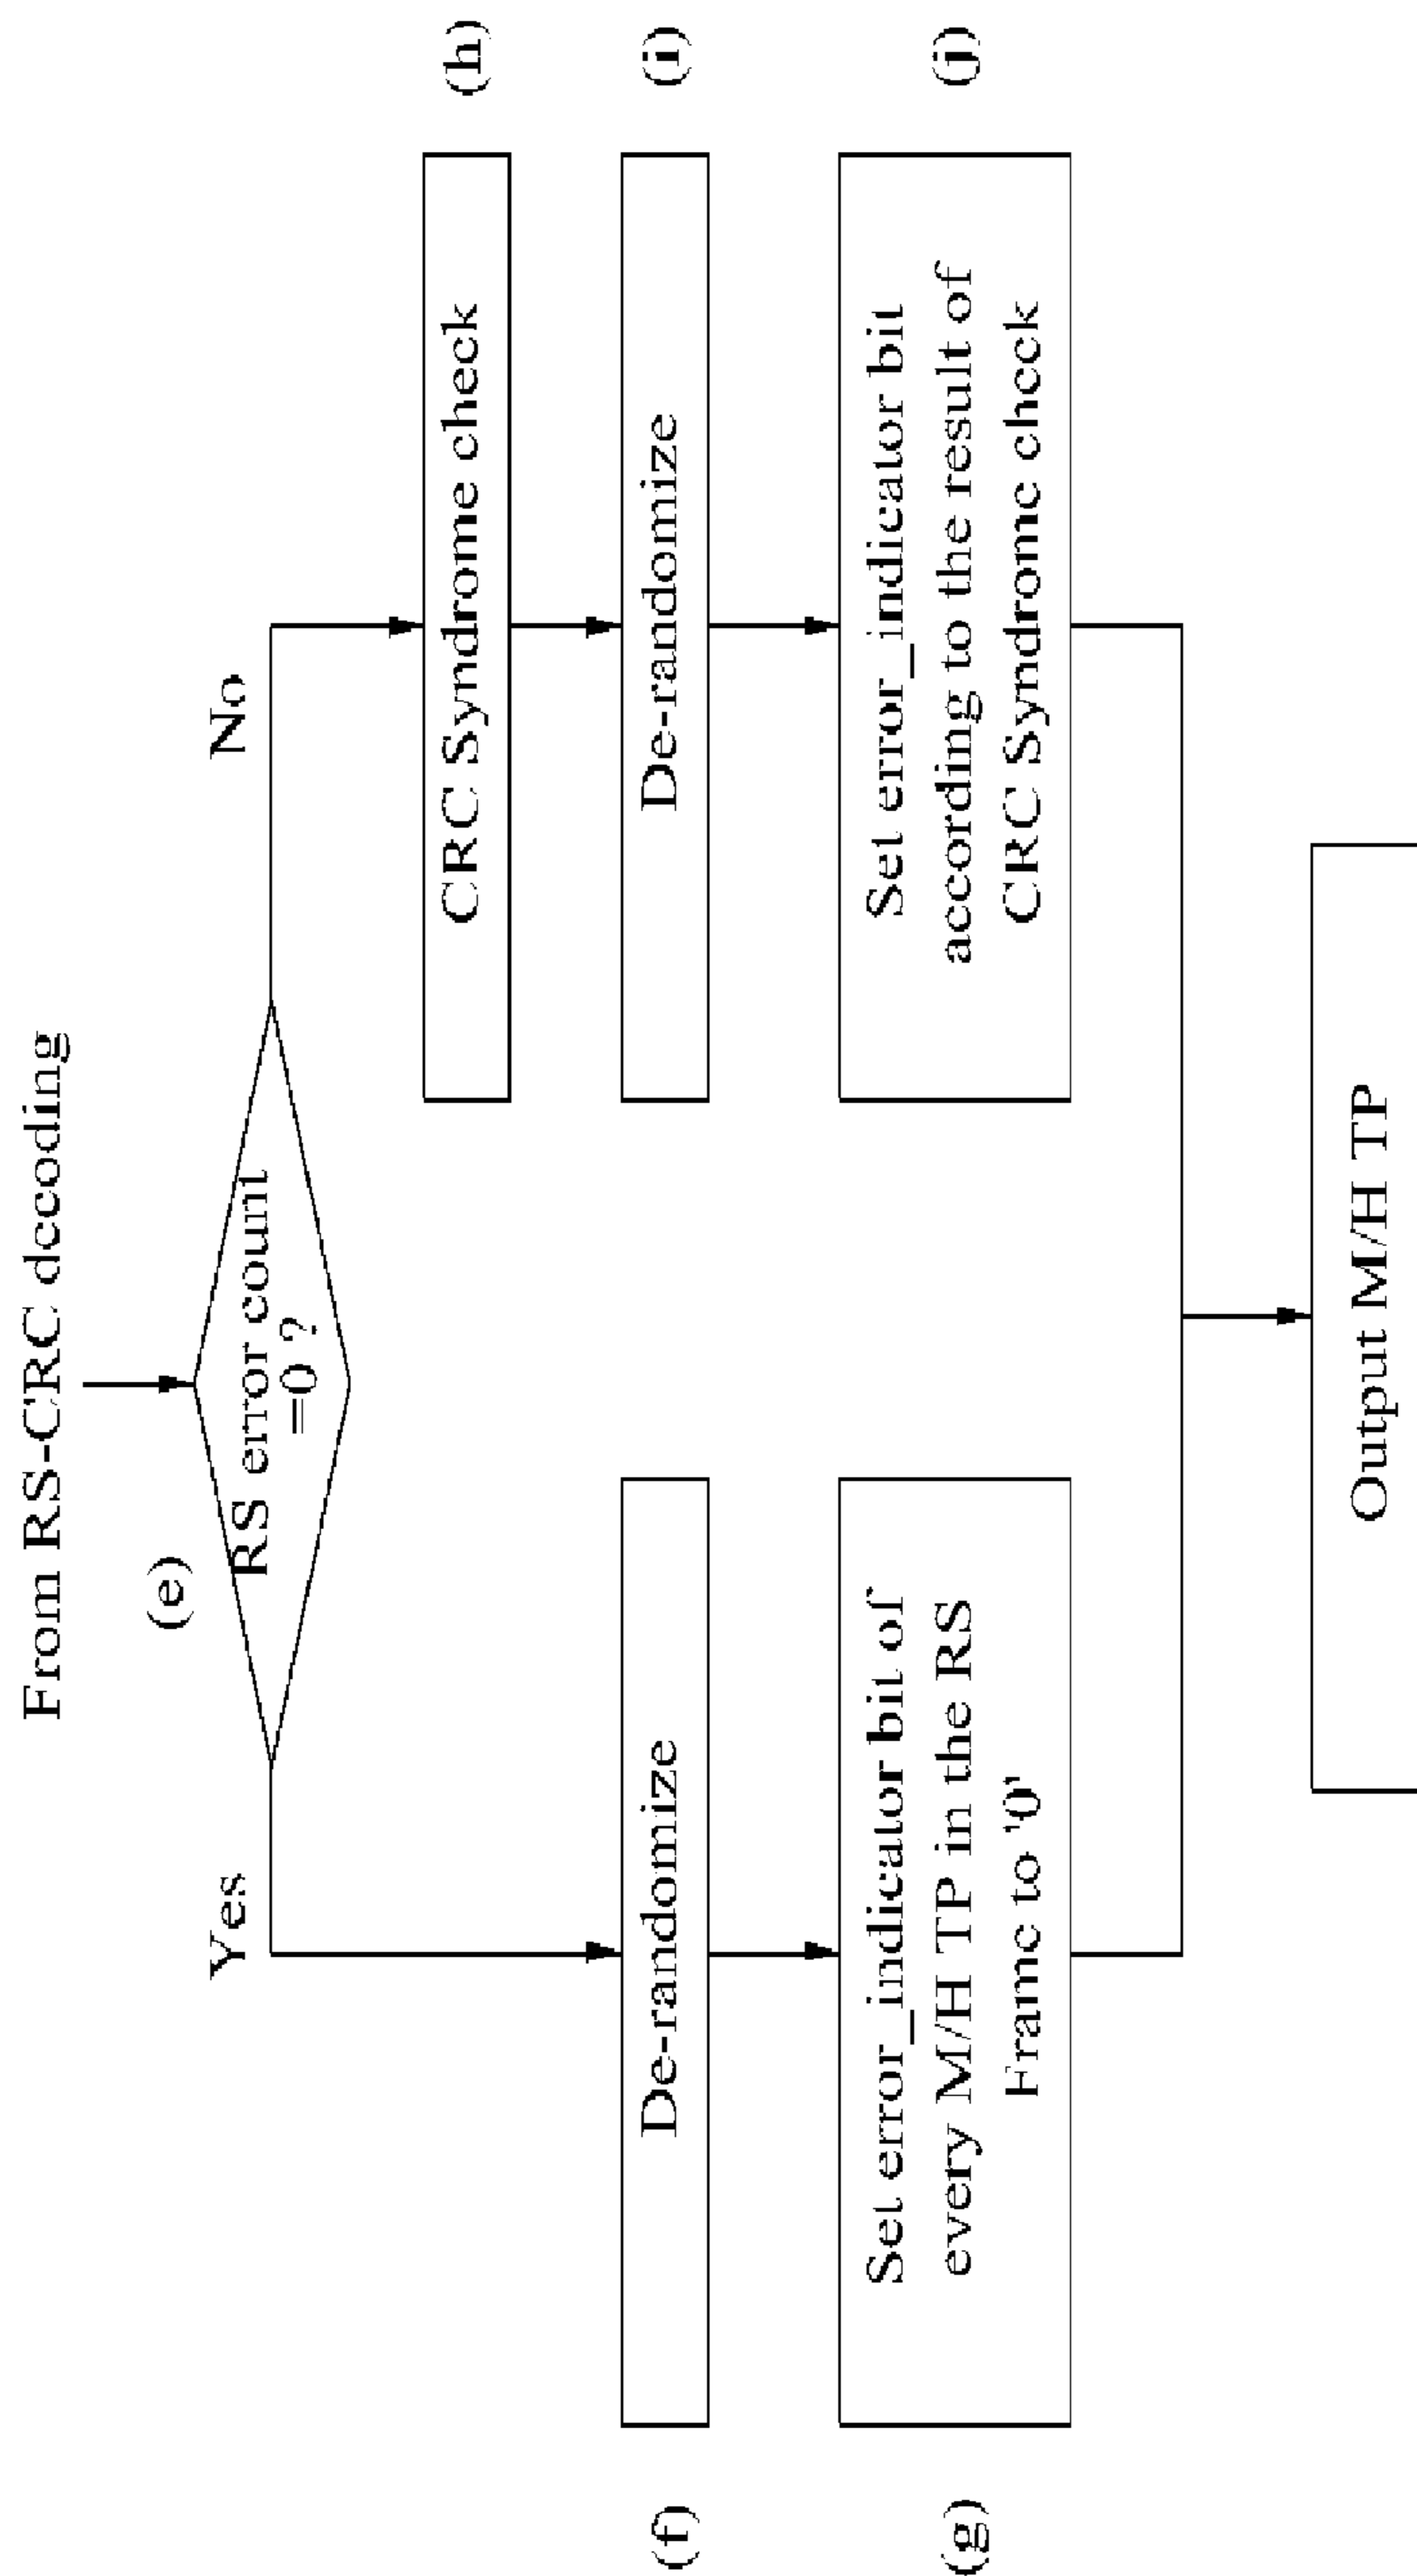 From RS-CRC decoding
(e)
RS error count
=0 ?
Yes
No
CRC Syndrome check
(h)
(f)
De-randomize
De-randomize
(i)
(g)
Set error_indicator bit of
every M/H TP in the RS
Frame to '0'
Set error_indicator bit
according to the result of
CRC Syndrome check
(j)
Output M/H TP